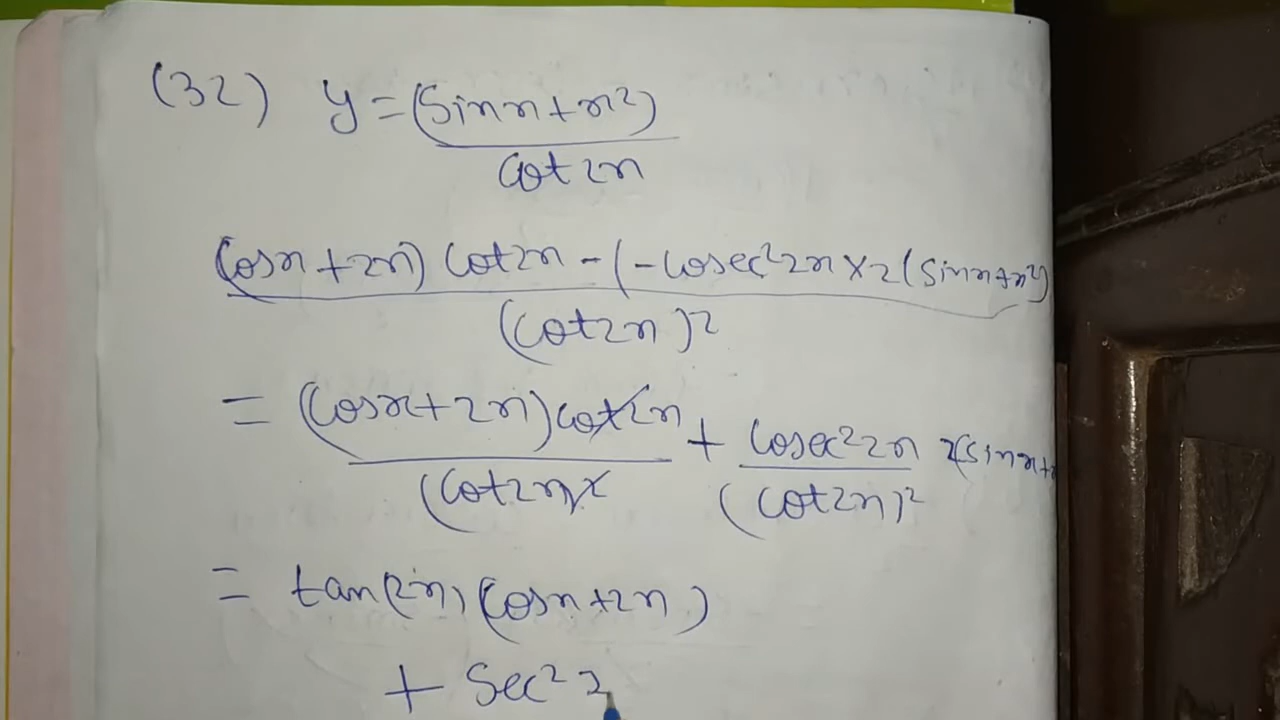 (32) y = (Sinx + x²)
cot 2x
(cosx + 2x) cot2x - (-cosec²2x × 2 (sinx + x²)
(cot2x)²
= (cosx + 2x) cot2x + cosec²2x 2(sinx +
(cot2x)² (cot2x)²
= tan(2x) (cosx + 2x)
+ Sec² 2